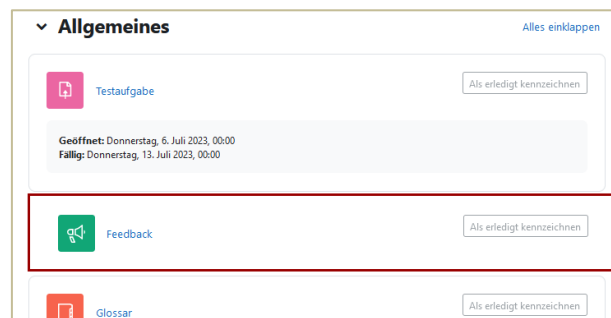 Allgemeines
Alles einklappen
Testaufgabe
Als erledigt kennzeichnen
Geöffnet: Donnerstag, 6. Juli 2023, 00:00
Fällig: Donnerstag, 13. Juli 2023, 00:00
Feedback
Als erledigt kennzeichnen
Glossar
Als erledigt kennzeichnen